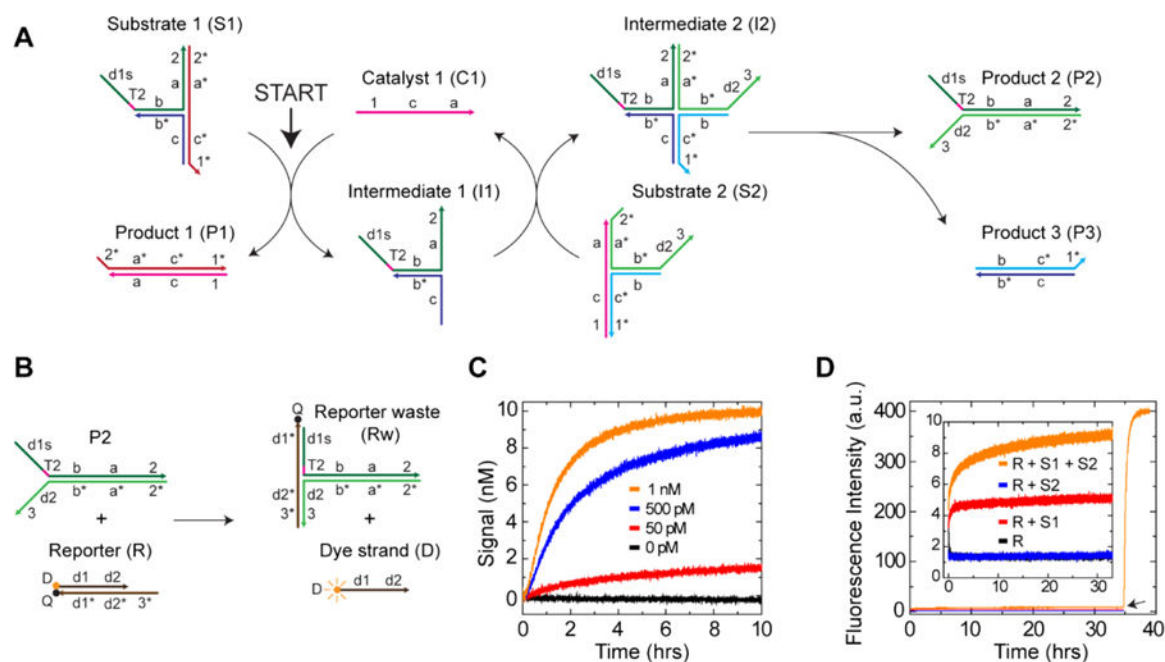 A
Substrate 1 (S1)
d1s
T2
b
2
a
2*
a*
b*
c
c*
1*
START
Catalyst 1 (C1)
1 c a
Product 1 (P1)
2* a* c* 1*
a c 1
Intermediate 1 (I1)
d1s
T2
b
2
a
b*
c
Intermediate 2 (I2)
d1s
T2
b
2
a
2*
a*
b*
d2
3
b*
c
b
c*
1*
Substrate 2 (S2)
2*
a
a*
b*
d2
3
b
c
c*
1
1*
d1s
T2
b a 2
Product 2 (P2)
d2
b* a* 2*
3
Product 3 (P3)
b c* 1*
b* c
B
P2
d1s
T2
b a 2
d2
b* a* 2*
3
+
Reporter (R)
D
d1 d2
Q
d1* d2* 3*
Q
Reporter waste
(Rw)
d1*
d1s
T2
b a 2
d2*
d2
b* a* 2*
3*
3
+
Dye strand (D)
D
d1 d2
C
Signal (nM)
10
8
6
4
2
0
1 nM
500 pM
50 pM
0 pM
0 2 4 6 8 10
Time (hrs)
D
Fluorescence Intensity (a.u.)
400
300
200
100
0
10
8
6
4
2
0
R + S1 + S2
R + S2
R + S1
R
0 10 20 30
0 10 20 30 40
Time (hrs)